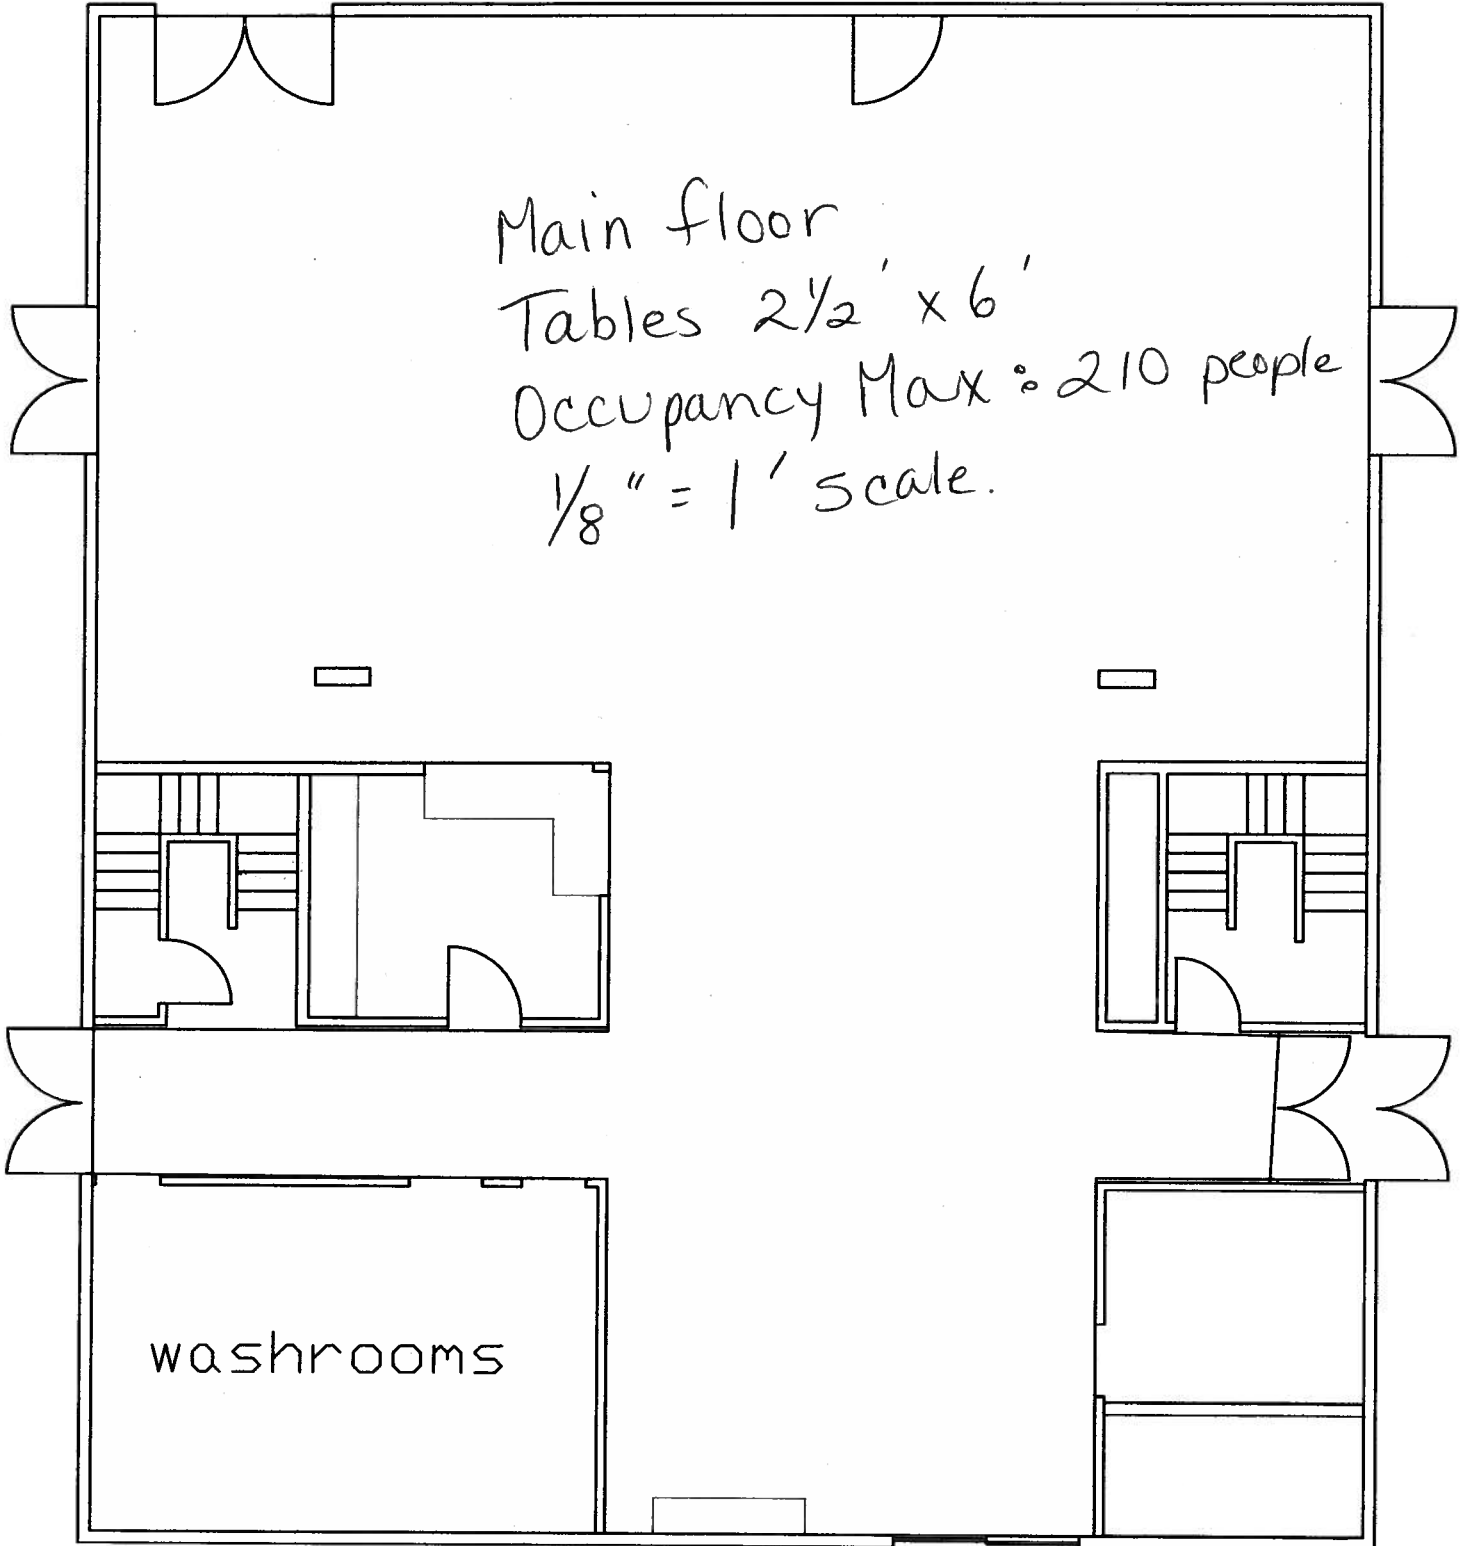 Main floor
Tables 2½' x 6'
Occupancy Max : 210 people
⅛" = 1' scale.
washrooms